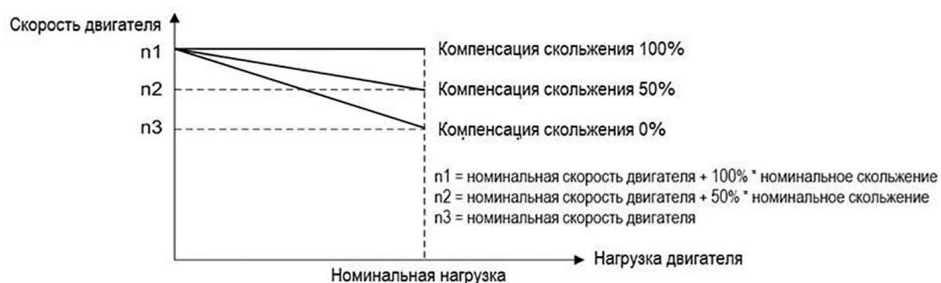 Скорость двигателя
n1
Компенсация скольжения 100%
n2
Компенсация скольжения 50%
n3
Компенсация скольжения 0%
n1 = номинальная скорость двигателя + 100% * номинальное скольжение
n2 = номинальная скорость двигателя + 50% * номинальное скольжение
n3 = номинальная скорость двигателя
Нагрузка двигателя
Номинальная нагрузка